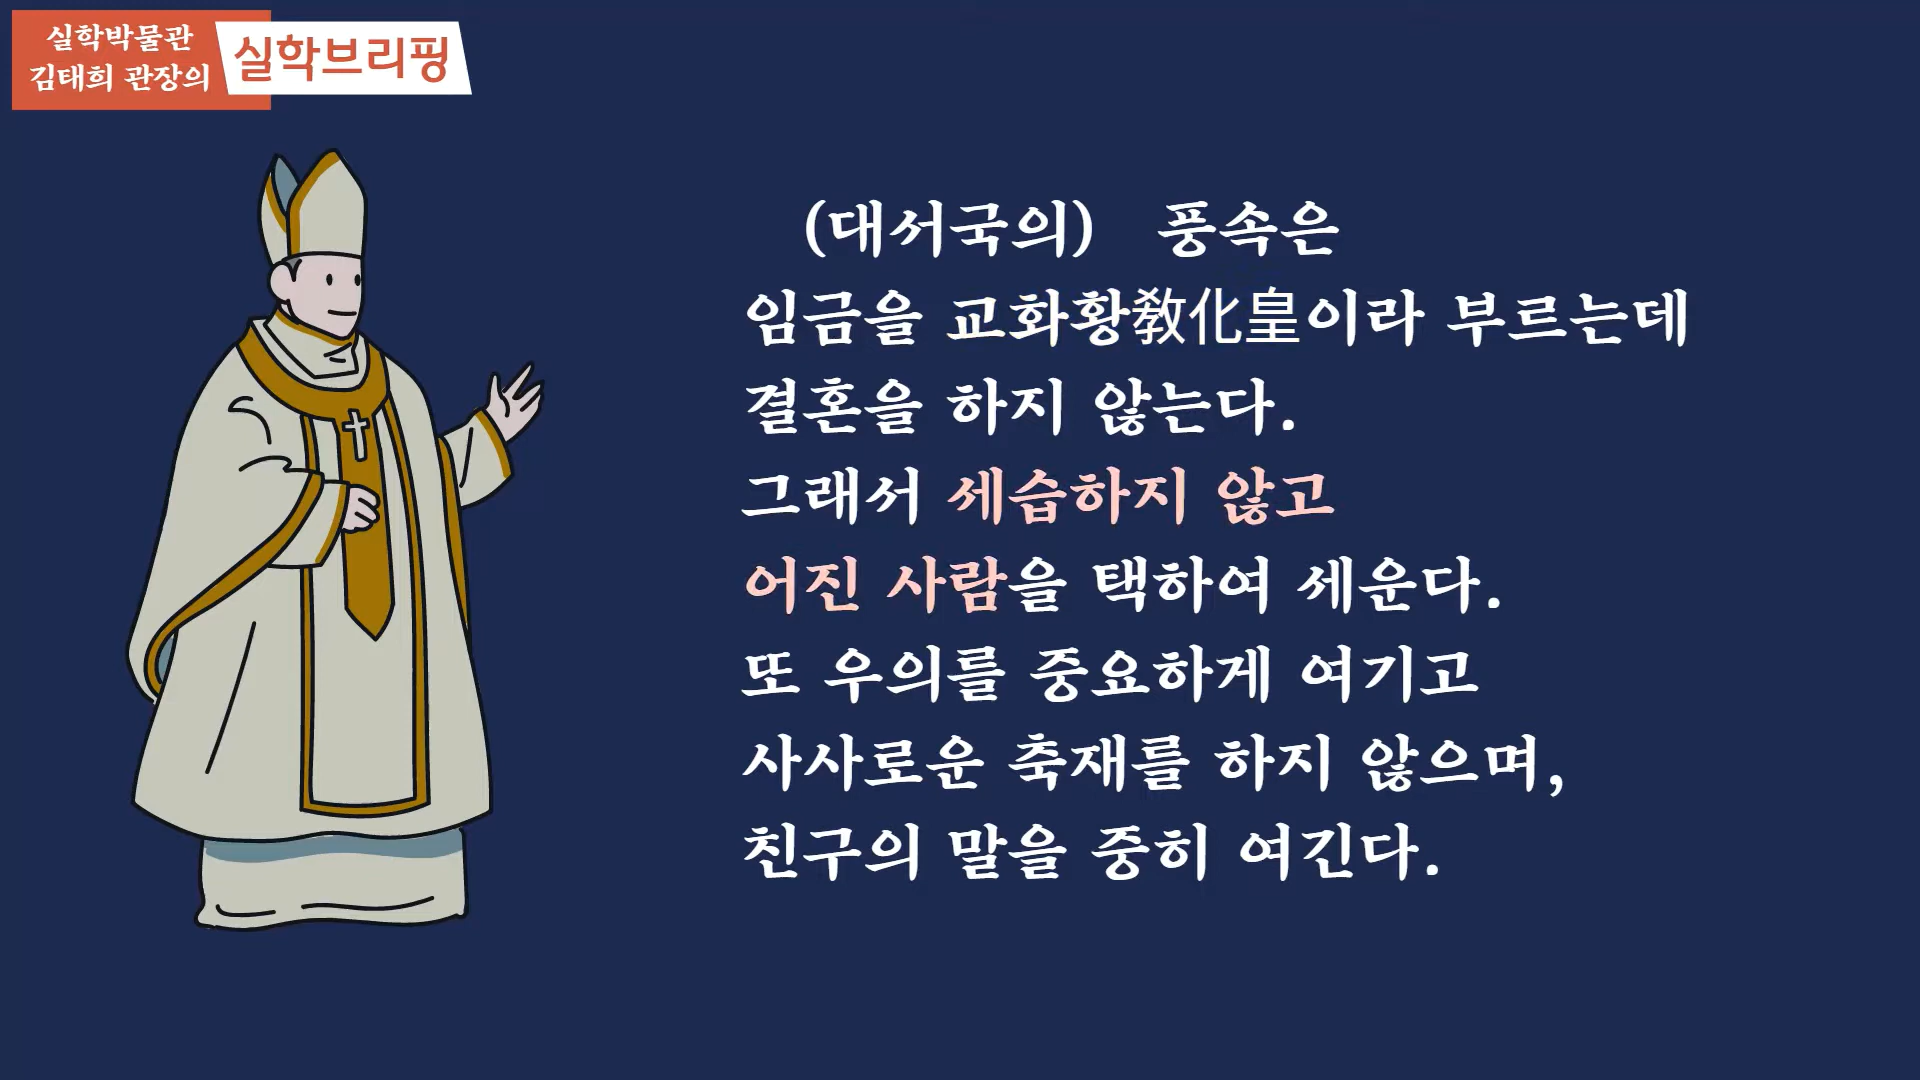 실학박물관
김태희 관장의
실학브리핑
(대서국의) 풍속은
임금을 교화황敎化皇이라 부르는데
결혼을 하지 않는다.
그래서 세습하지 않고
어진 사람을 택하여 세운다.
또 우의를 중요하게 여기고
사사로운 축재를 하지 않으며,
친구의 말을 중히 여긴다.